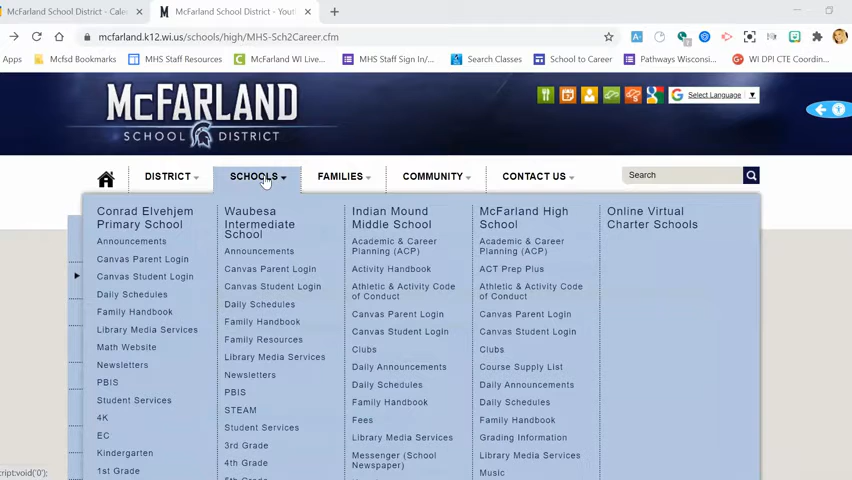 McFarland School District - Cale
McFarland School District - Yout
mcfarland.k12.wi.us/schools/high/MHS-Sch2Career.cfm
Apps
Mcfsd Bookmarks
MHS Staff Resources
McFarland WI Live...
MHS Staff Sign In/...
Search Classes
School to Career
Pathways Wisconsi...
WI DPI CTE Coordin...
McFARLAND
SCHOOL DISTRICT
Select Language
DISTRICT
SCHOOLS
FAMILIES
COMMUNITY
CONTACT US
Search
Conrad Elvehjem
Primary School
Announcements
Canvas Parent Login
Canvas Student Login
Daily Schedules
Family Handbook
Library Media Services
Math Website
Newsletters
PBIS
Student Services
4K
EC
Kindergarten
1st Grade
Waubesa
Intermediate
School
Announcements
Canvas Parent Login
Canvas Student Login
Daily Schedules
Family Handbook
Family Resources
Library Media Services
Newsletters
PBIS
STEAM
Student Services
3rd Grade
4th Grade
Indian Mound
Middle School
Academic & Career
Planning (ACP)
Activity Handbook
Athletic & Activity Code
of Conduct
Canvas Parent Login
Canvas Student Login
Clubs
Daily Announcements
Daily Schedules
Family Handbook
Fees
Library Media Services
Messenger (School
Newspaper)
McFarland High
School
Academic & Career
Planning (ACP)
ACT Prep Plus
Athletic & Activity Code
of Conduct
Canvas Parent Login
Canvas Student Login
Clubs
Course Supply List
Daily Announcements
Daily Schedules
Family Handbook
Grading Information
Library Media Services
Music
Online Virtual
Charter Schools
cript:void('0');